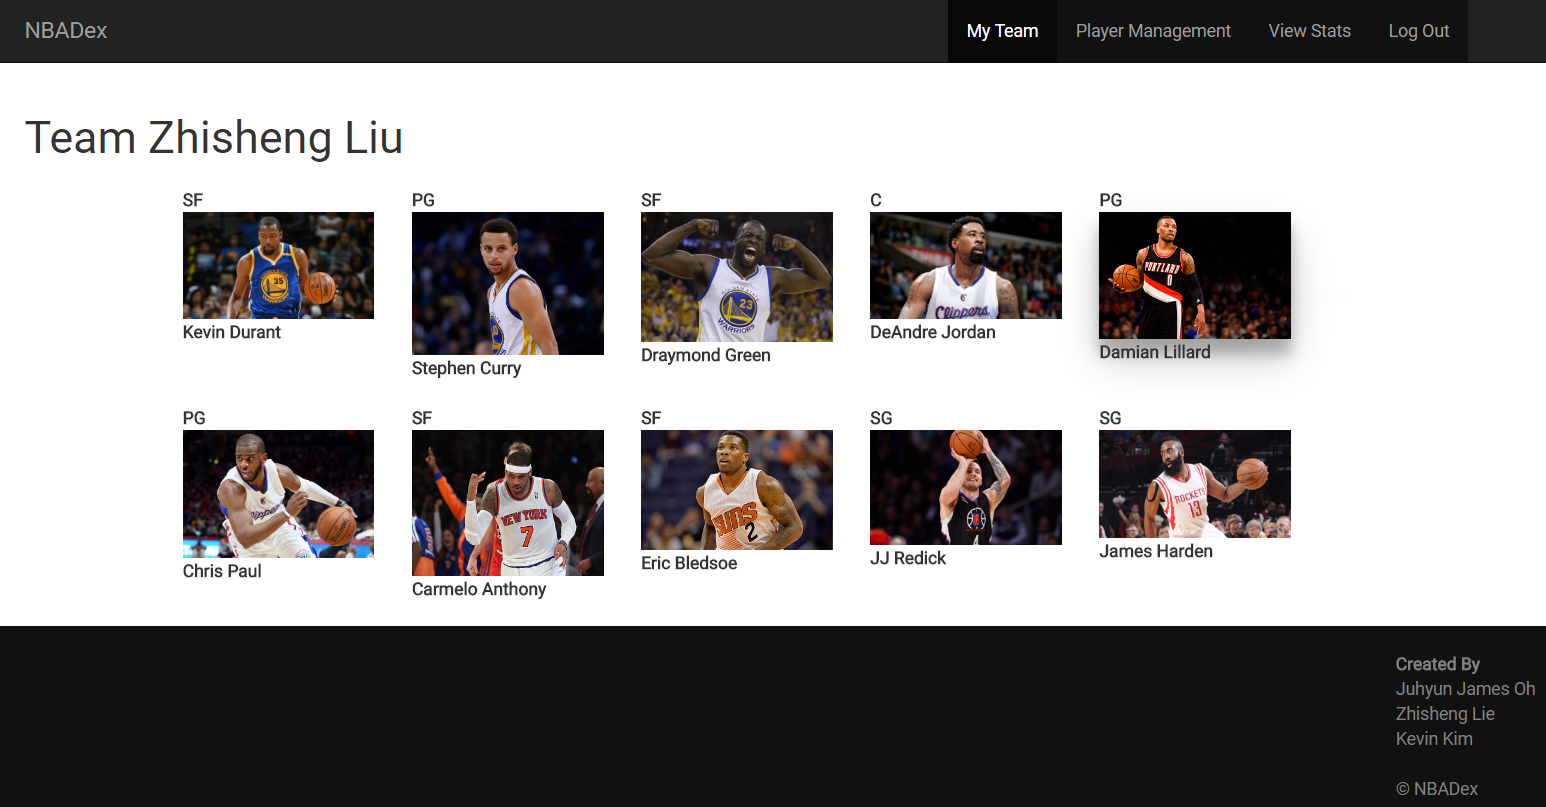 NBADex
My Team
Player Management
View Stats
Log Out
Team Zhisheng Liu
SF
PG
SF
C
PG
35
GOLDEN STATE
23
WARRIORS
Clippers
PORTLAND
0
Kevin Durant
Stephen Curry
Draymond Green
DeAndre Jordan
Damian Lillard
PG
SF
SF
SG
SG
NEW YORK
7
SUNS
2
4
ROCKETS
13
Chris Paul
Carmelo Anthony
Eric Bledsoe
JJ Redick
James Harden
Created By
Juhyun James Oh
Zhisheng Lie
Kevin Kim
© NBADex